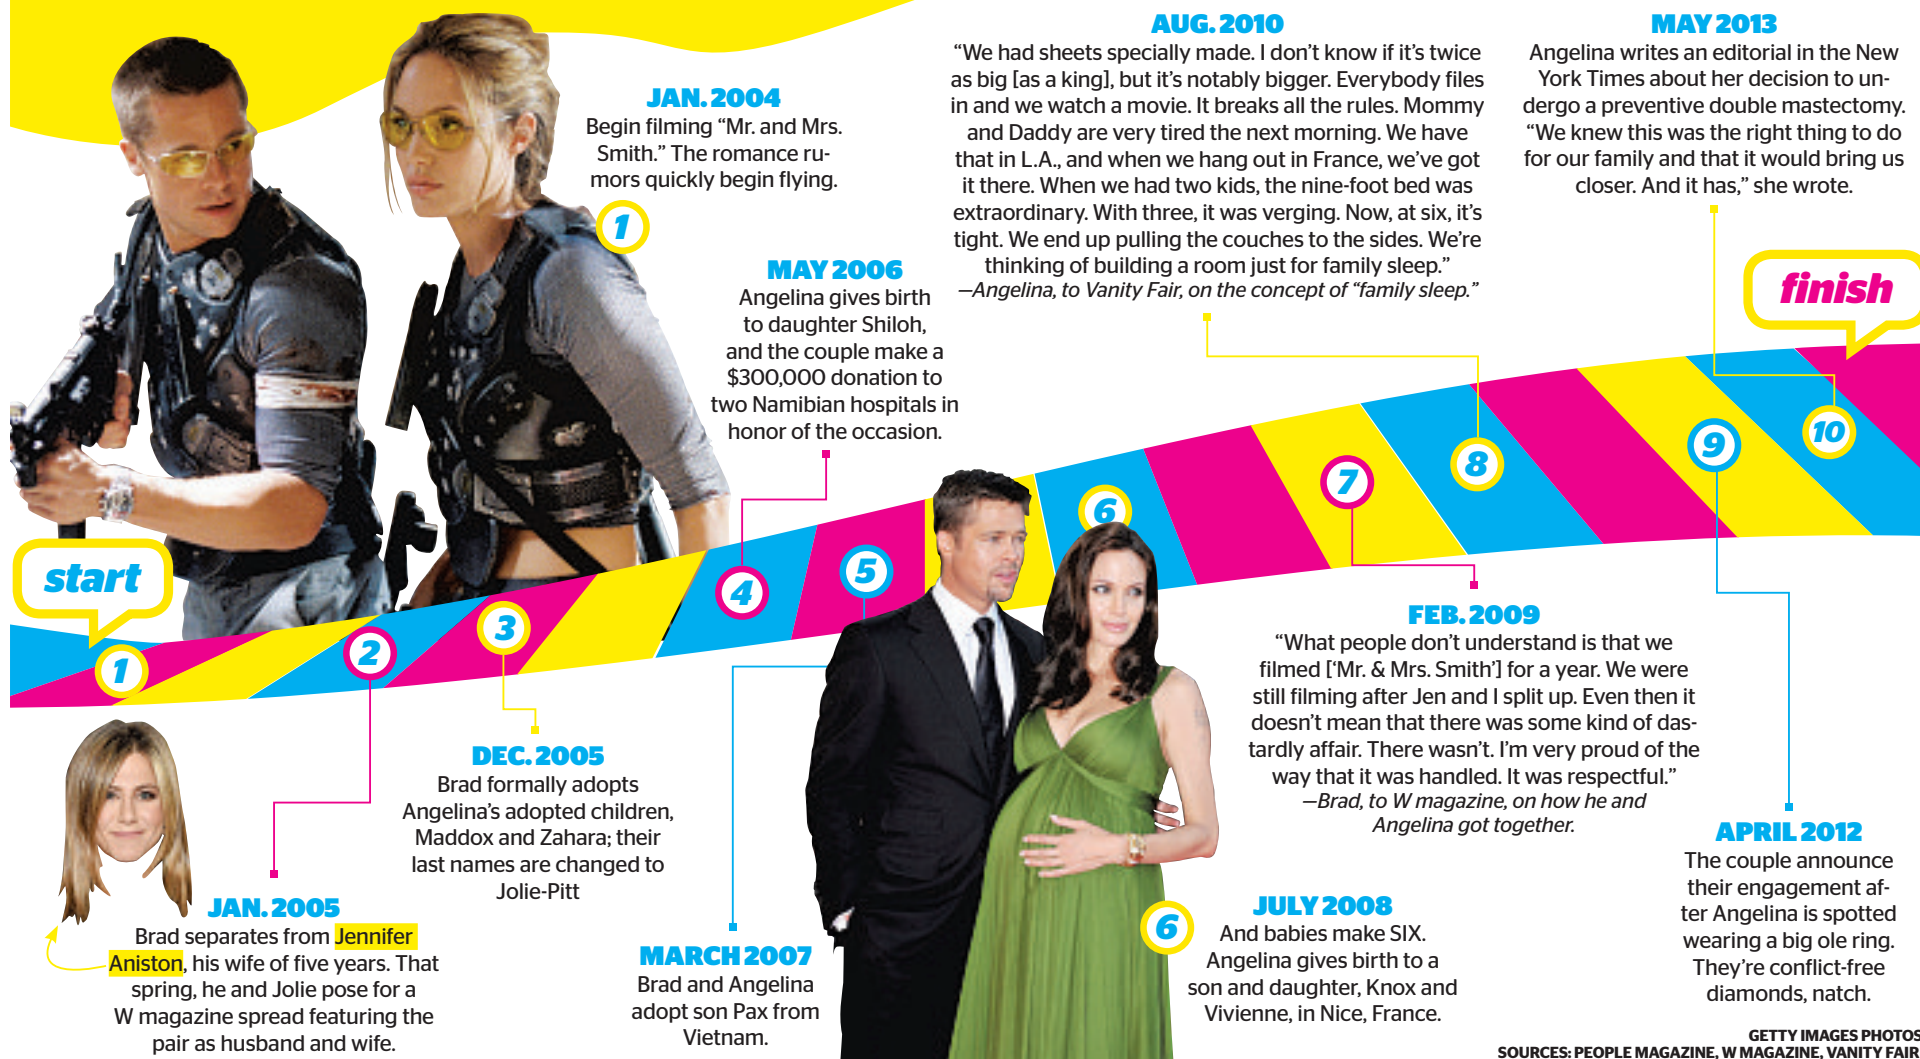 JAN. 2004
Begin filming “Mr. and Mrs.
Smith.” The romance ru-
mors quickly begin flying.
1
start
1
2
JAN. 2005
Brad separates from Jennifer
Aniston, his wife of five years. That
spring, he and Jolie pose for a
W magazine spread featuring the
pair as husband and wife.
3
DEC. 2005
Brad formally adopts
Angelina’s adopted children,
Maddox and Zahara; their
last names are changed to
Jolie-Pitt
MAY 2006
Angelina gives birth
to daughter Shiloh,
and the couple make a
$300,000 donation to
two Namibian hospitals in
honor of the occasion.
4
5
MARCH 2007
Brad and Angelina
adopt son Pax from
Vietnam.
6
6
JULY 2008
And babies make SIX.
Angelina gives birth to a
son and daughter, Knox and
Vivienne, in Nice, France.
7
FEB. 2009
“What people don’t understand is that we
filmed [‘Mr. & Mrs. Smith’] for a year. We were
still filming after Jen and I split up. Even then it
doesn’t mean that there was some kind of das-
tardly affair. There wasn’t. I’m very proud of the
way that it was handled. It was respectful.”
—Brad, to W magazine, on how he and
Angelina got together.
AUG. 2010
“We had sheets specially made. I don’t know if it’s twice
as big [as a king], but it’s notably bigger. Everybody files
in and we watch a movie. It breaks all the rules. Mommy
and Daddy are very tired the next morning. We have
that in L.A., and when we hang out in France, we’ve got
it there. When we had two kids, the nine-foot bed was
extraordinary. With three, it was verging. Now, at six, it’s
tight. We end up pulling the couches to the sides. We’re
thinking of building a room just for family sleep.”
—Angelina, to Vanity Fair, on the concept of “family sleep.”
8
9
APRIL 2012
The couple announce
their engagement af-
ter Angelina is spotted
wearing a big ole ring.
They’re conflict-free
diamonds, natch.
MAY 2013
Angelina writes an editorial in the New
York Times about her decision to un-
dergo a preventive double mastectomy.
“We knew this was the right thing to do
for our family and that it would bring us
closer. And it has,” she wrote.
10
finish
GETTY IMAGES PHOTOS
SOURCES: PEOPLE MAGAZINE, W MAGAZINE, VANITY FAIR